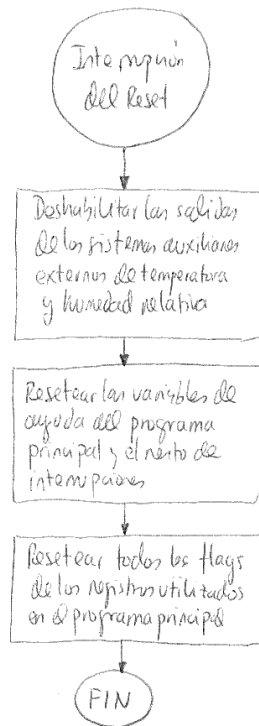 Interrupción
del Reset
Deshabilitar las salidas
de los sistemas auxiliares
externos de temperatura
y humedad relativa
Resetear las variables de
ayuda del programa
principal y el resto de
interrupciones
Resetear todos los flags
de los registros utilizados
en el programa principal
FIN